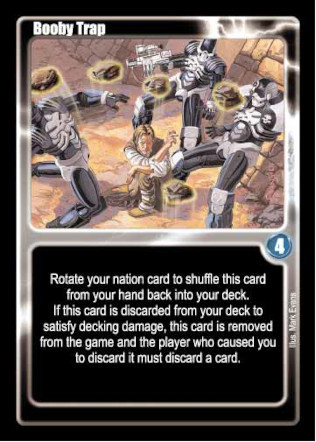 Booby Trap
4
Rotate your nation card to shuffle this card
from your hand back into your deck.
If this card is discarded from your deck to
satisfy decking damage, this card is removed
from the game and the player who caused you
to discard it must discard a card.
Illus. Mark Evans